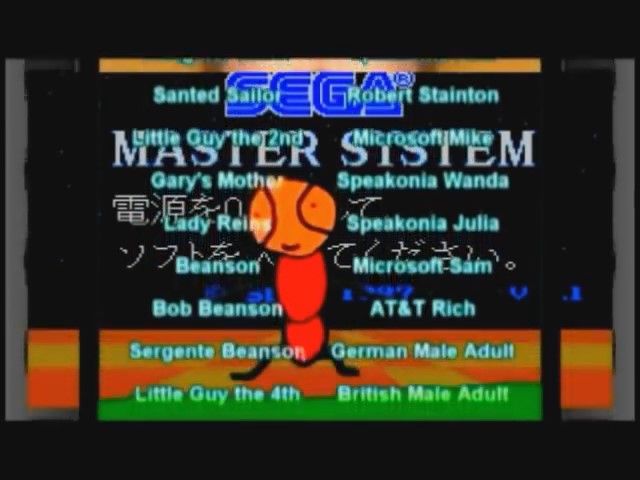 SEGA®
Santed Sailor Robert Stainton
MASTER SYSTEM
Little Guy the 2nd Microsoft Mike
Gary's Mother Speakonia Wanda
電源を て
Lady Reins Speakonia Julia
ソフトを てください。
Beanson Microsoft Sam
Bob Beanson AT&T Rich
Sergente Beanson German Male Adult
Little Guy the 4th British Male Adult